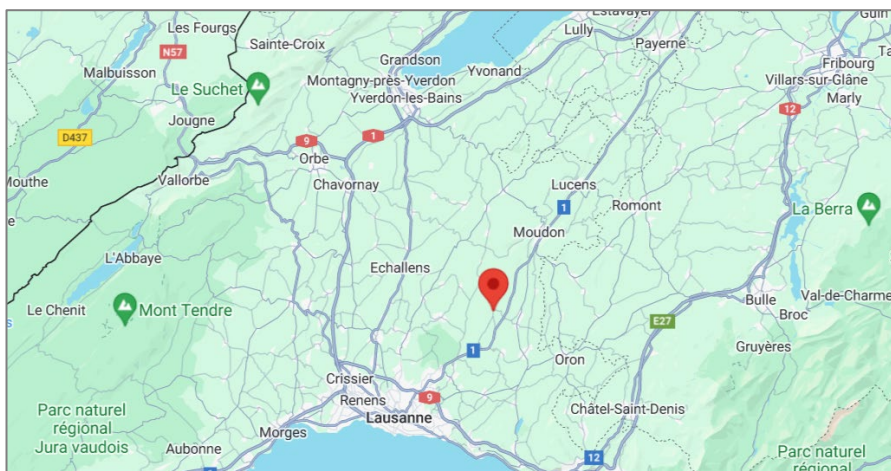 Les Fourgs
N57
Sainte-Croix
Malbuisson
Le Suchet
Jougne
D437
Mouthe
Vallorbe
L'Abbaye
Le Chenit
Mont Tendre
Parc naturel
régional
Jura vaudois
Aubonne
Morges
1
Grandson
Montagny-près-Yverdon
Yverdon-les-Bains
Yvonand
Estavayer
Lully
Payerne
9
1
Orbe
Chavornay
Echallens
Lucens
1
Moudon
Romont
1
Oron
Crissier
Renens
Lausanne
9
Châtel-Saint-Denis
12
E27
Fribourg
Villars-sur-Glâne
Marly
12
La Berra
Bulle
Val-de-Charme
Broc
Gruyères
Parc naturel
régional